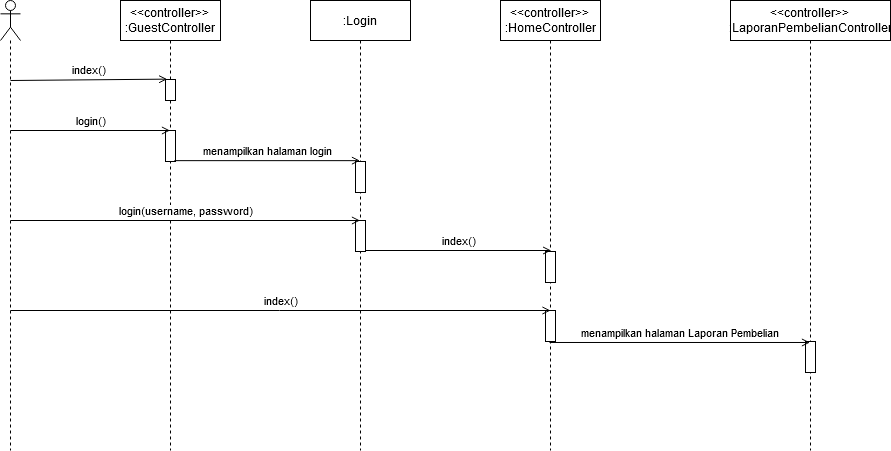 <<controller>>
:GuestController
:Login
<<controller>>
:HomeController
<<controller>>
LaporanPembelianController
index()
login()
menampilkan halaman login
login(username, password)
index()
index()
menampilkan halaman Laporan Pembelian